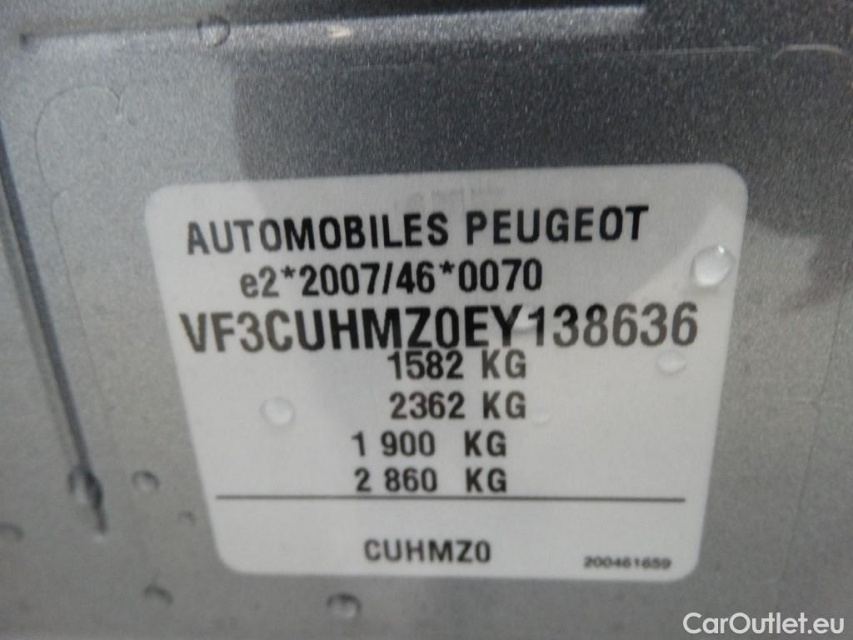 AUTOMOBILES PEUGEOT
e2*2007/46*0070
VF3CUHMZ0EY138636
1582 KG
2362 KG
1 900 KG
2 860 KG
CUHMZ0
200461659
CarOutlet.eu